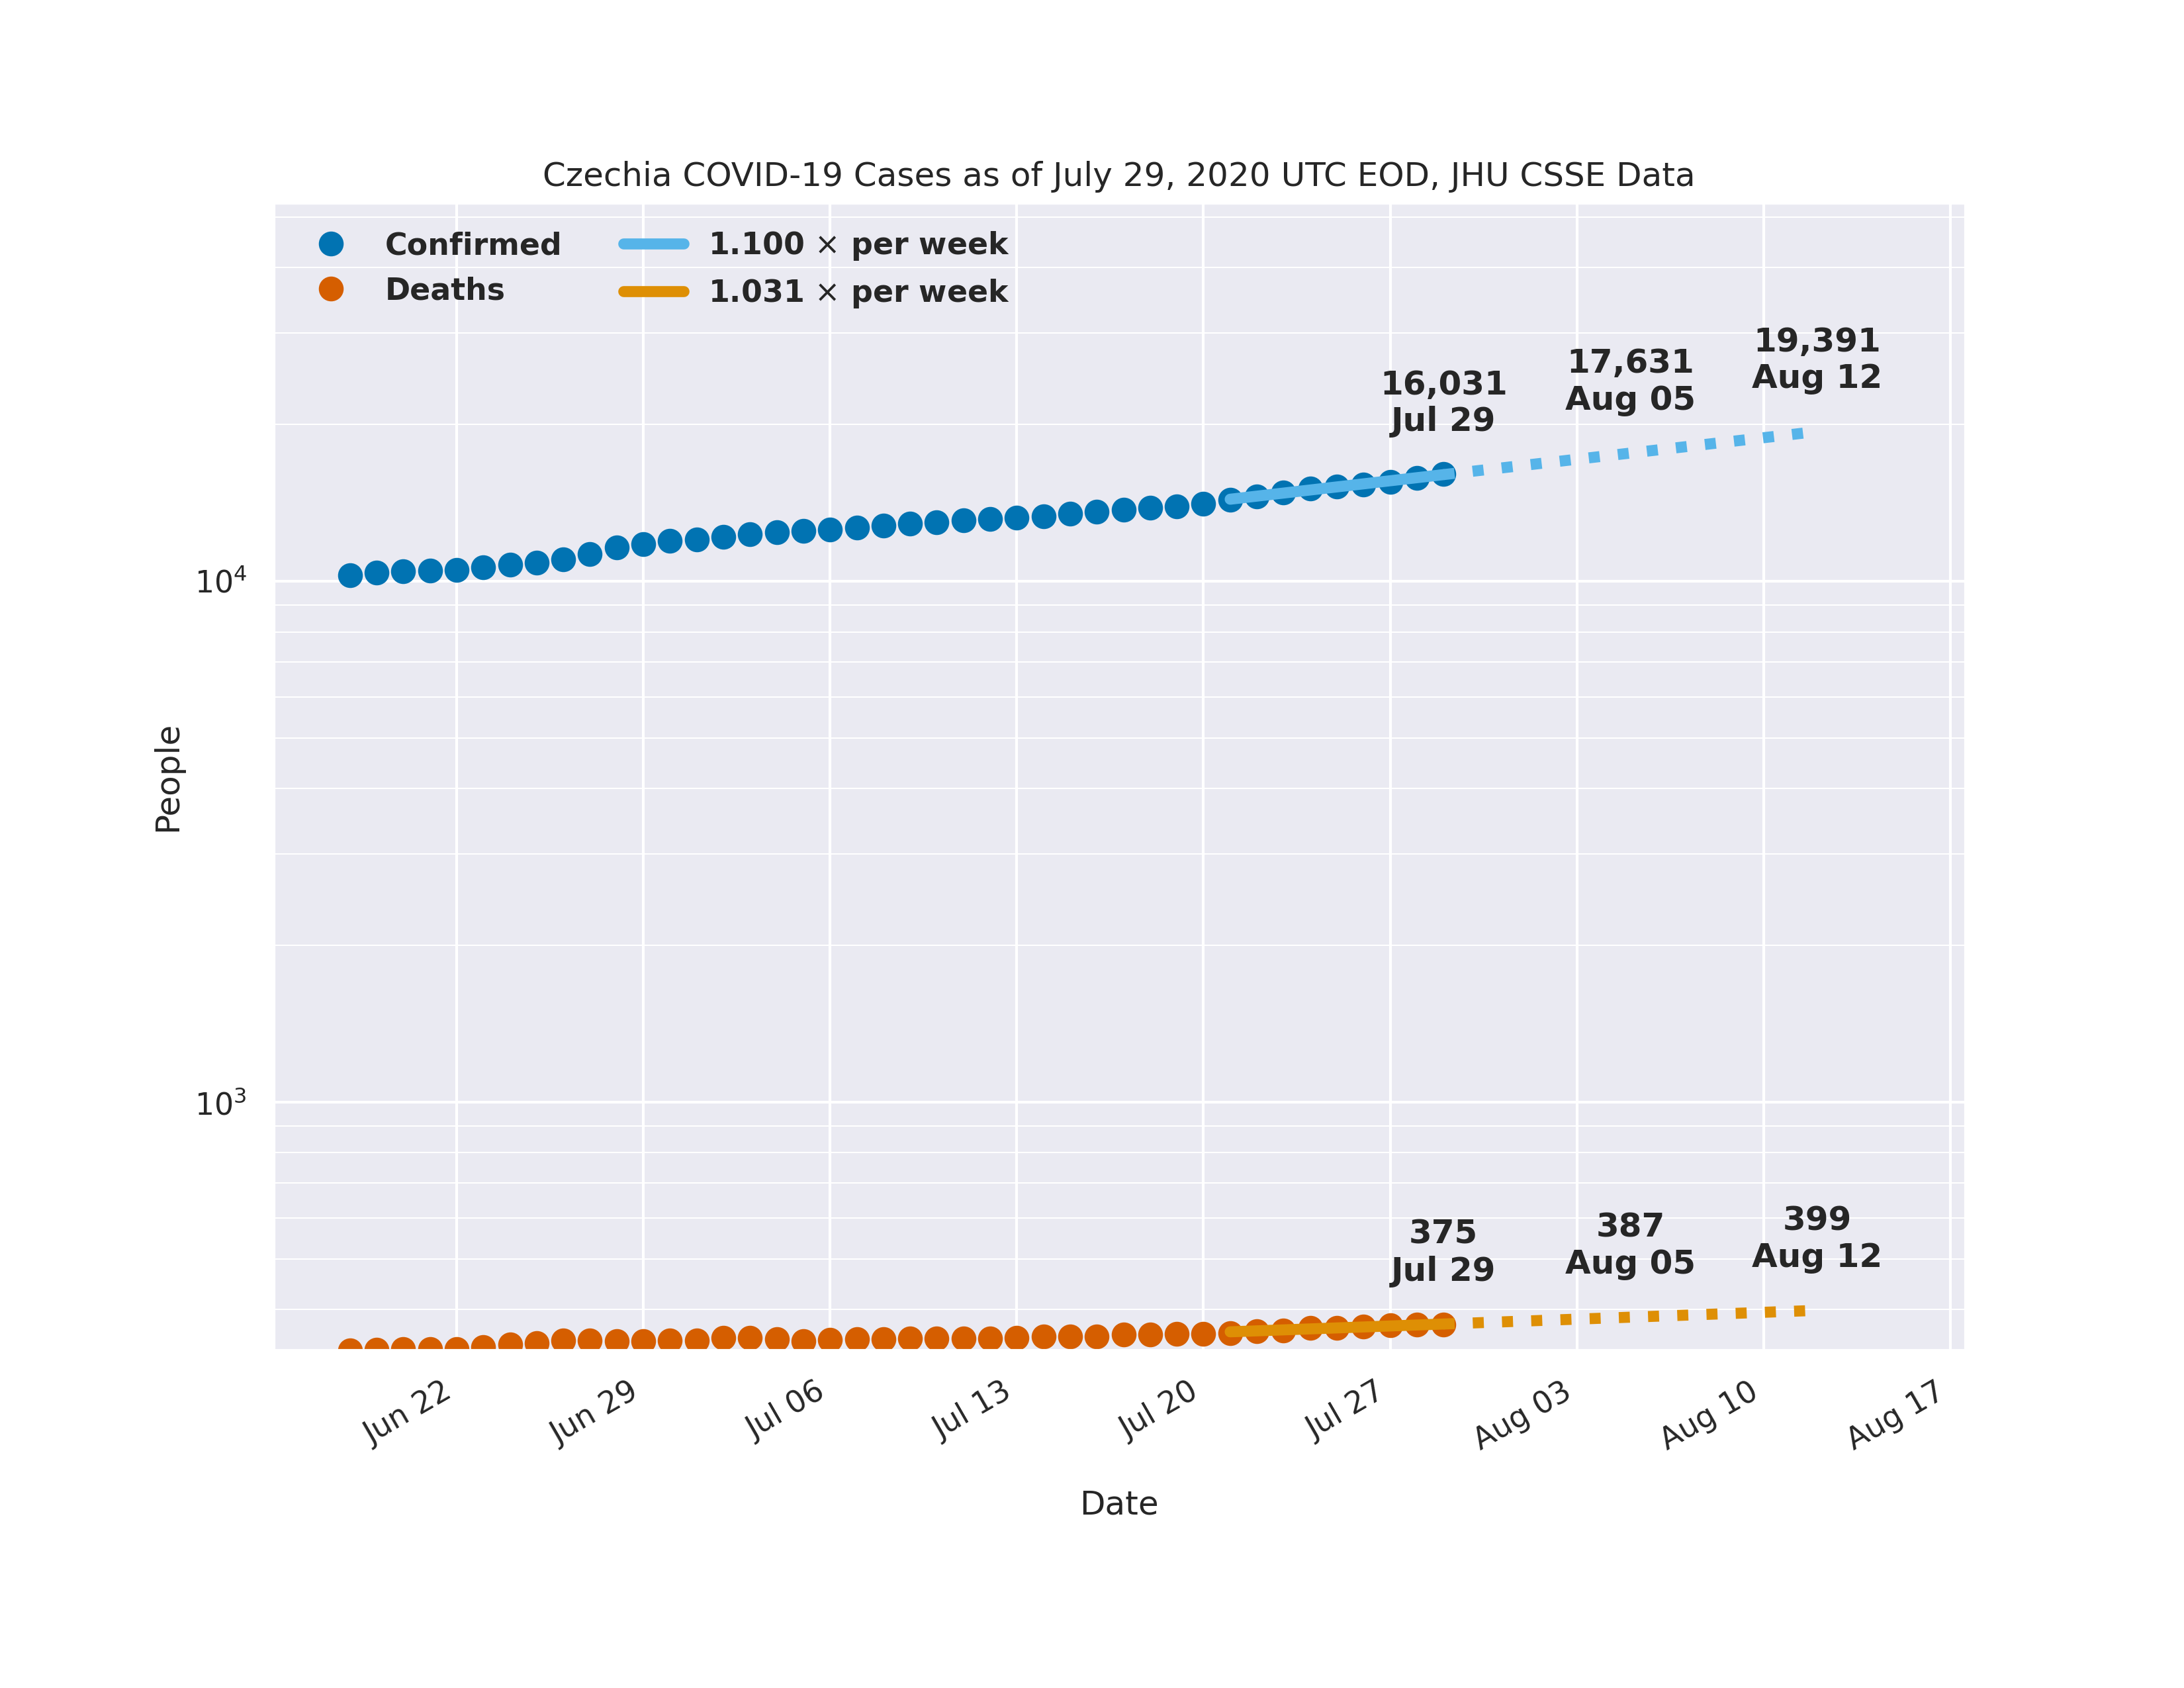 Czechia COVID-19 Cases as of July 29, 2020 UTC EOD, JHU CSSE Data
Confirmed
Deaths
1.100 × per week
1.031 × per week
16,031
Jul 29
17,631
Aug 05
19,391
Aug 12
10⁴
People
10³
375
Jul 29
387
Aug 05
399
Aug 12
Jun 22
Jun 29
Jul 06
Jul 13
Jul 20
Jul 27
Aug 03
Aug 10
Aug 17
Date